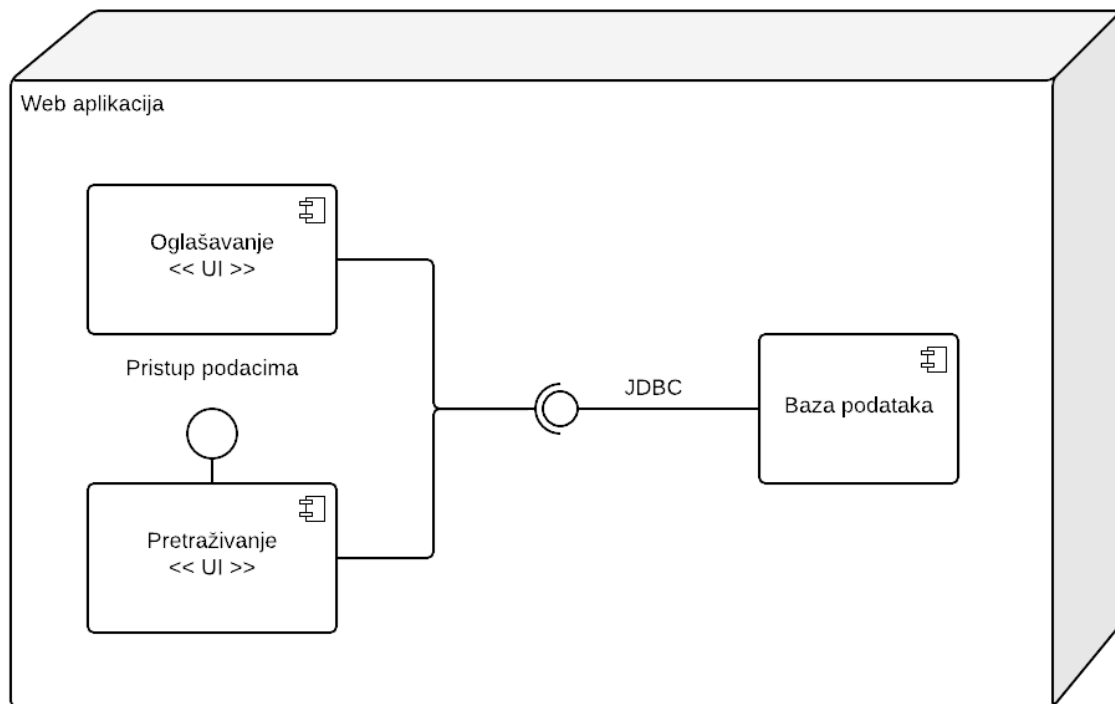 Web aplikacija
Oglašavanje
<< UI >>
Pristup podacima
JDBC
Baza podataka
Pretraživanje
<< UI >>